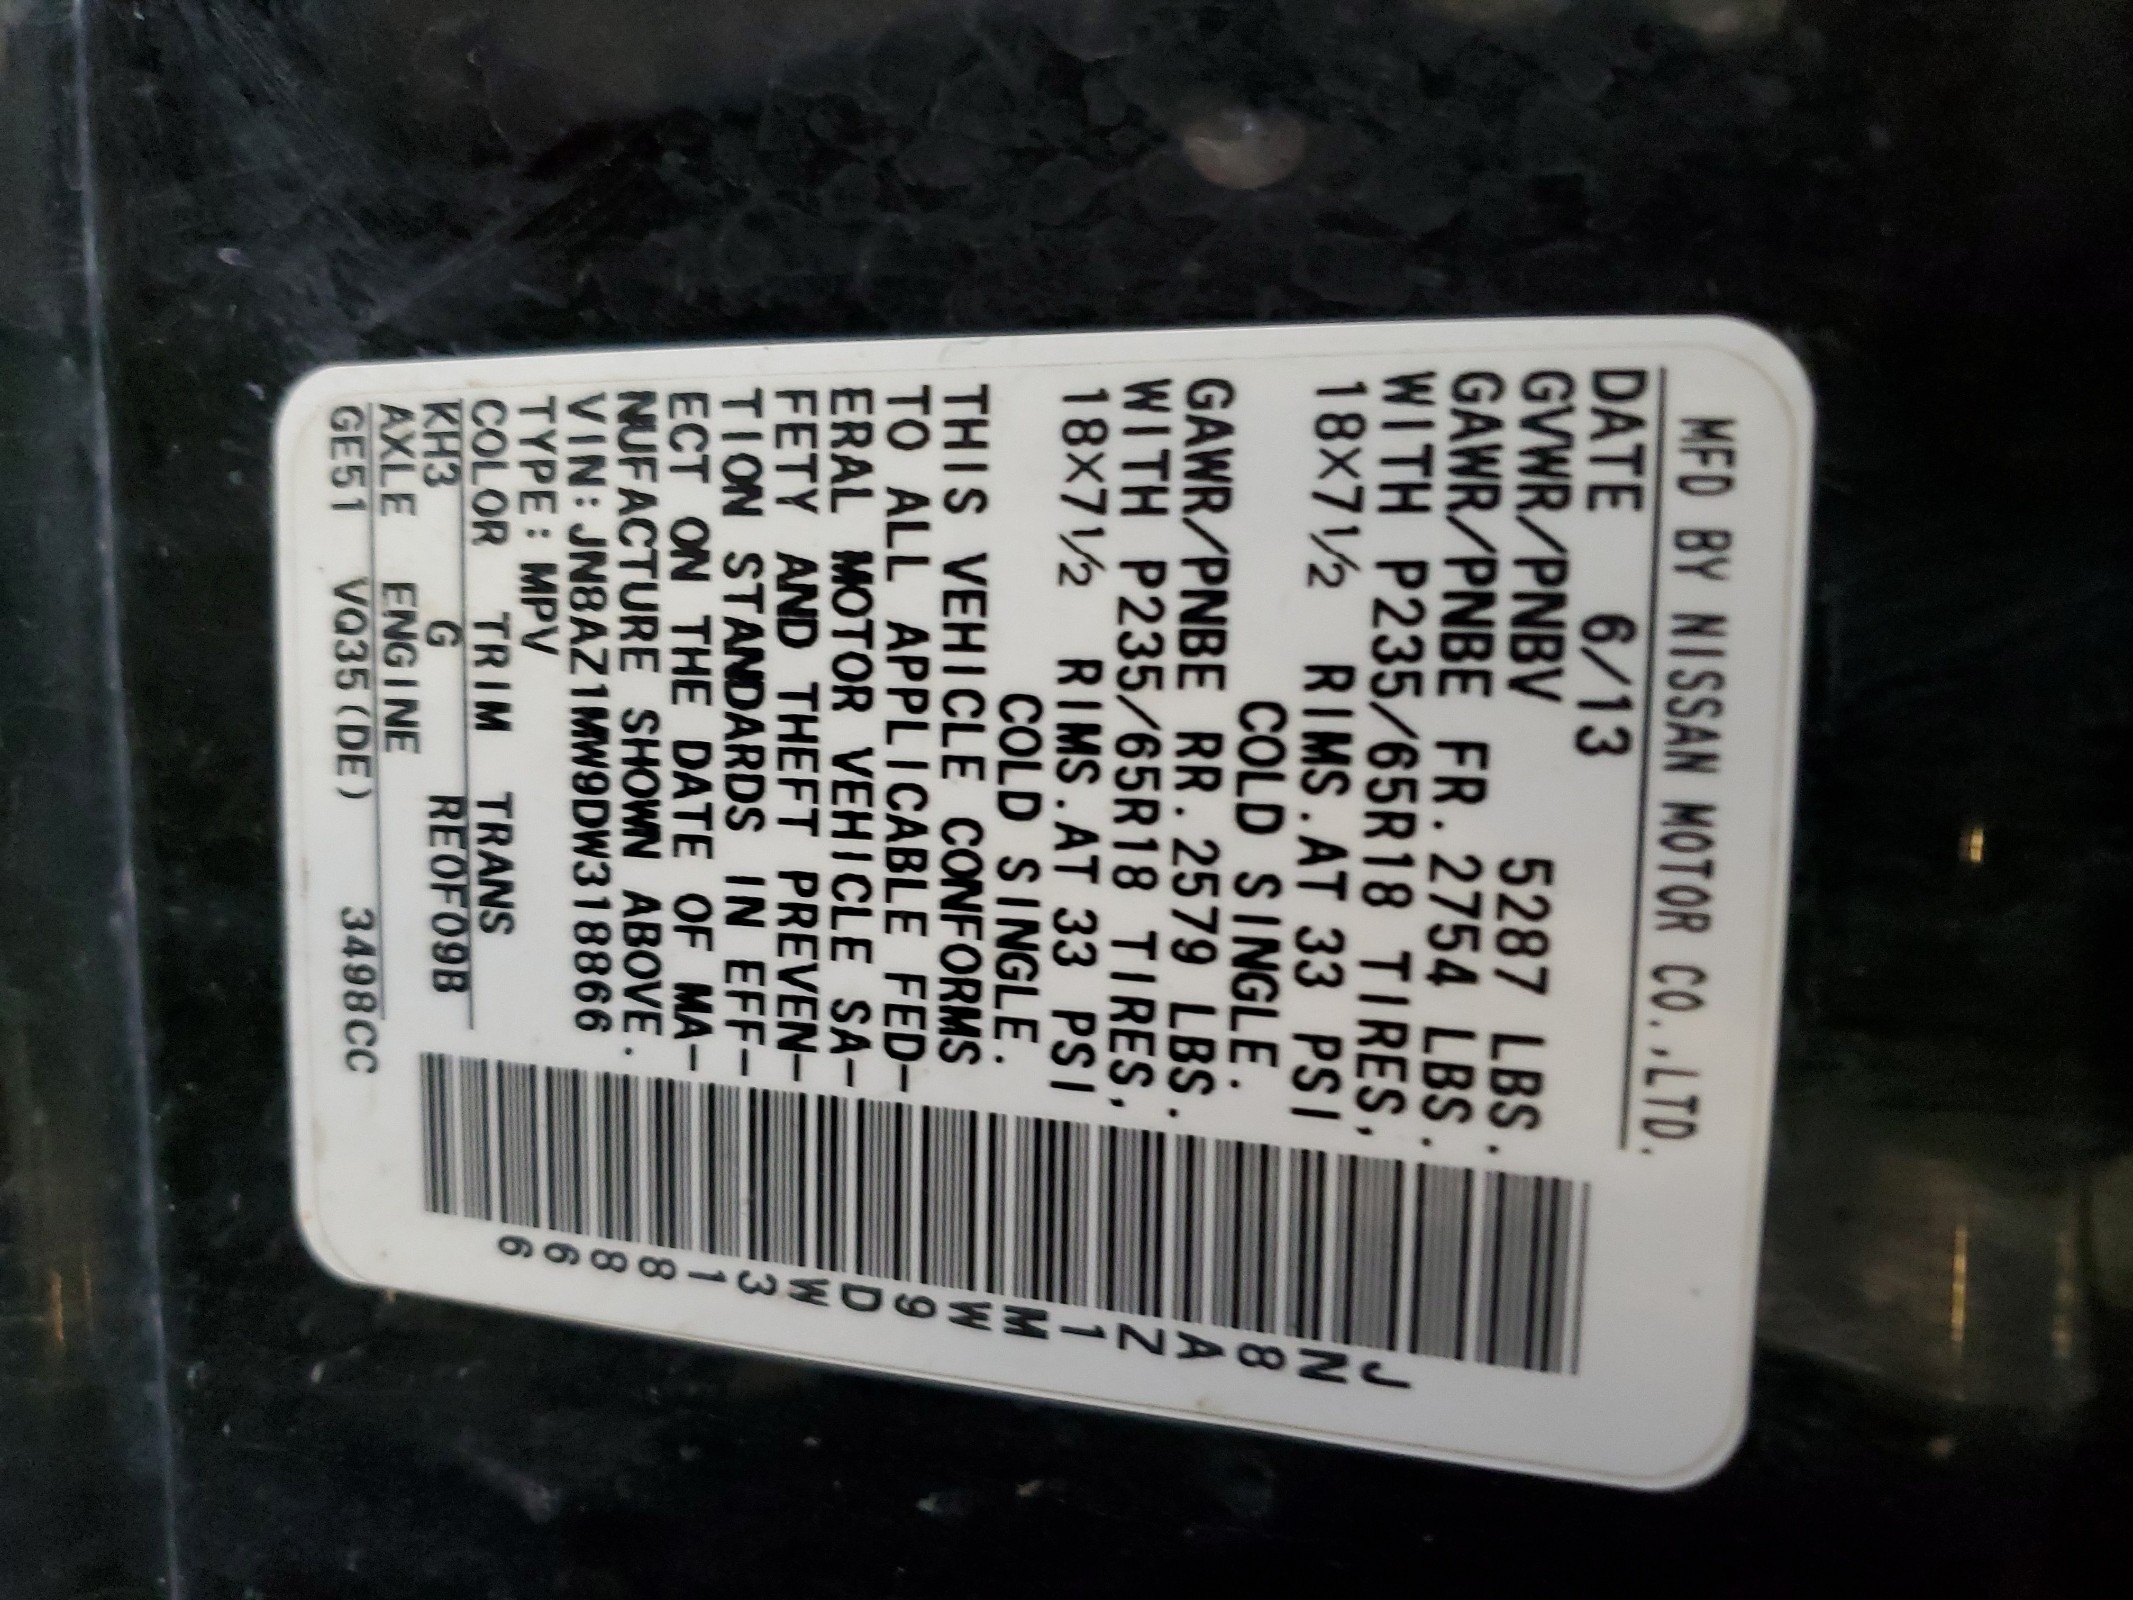 MFD BY NISSAN MOTOR CO.,LTD.
DATE 6/13
GVWR/PNBV 5287 LBS.
GAWR/PNBE FR.2754 LBS.
WITH P235/65R18 TIRES,
18X7½ RIMS.AT 33 PSI
COLD SINGLE.
GAWR/PNBE RR.2579 LBS.
WITH P235/65R18 TIRES,
18X7½ RIMS.AT 33 PSI
COLD SINGLE.
THIS VEHICLE CONFORMS
TO ALL APPLICABLE FED-
ERAL MOTOR VEHICLE SA-
FETY AND THEFT PREVEN-
TION STANDARDS IN EFF-
ECT ON THE DATE OF MA-
NUFACTURE SHOWN ABOVE.
VIN:JN8AZ1MW9DW318866
TYPE:MPV
COLOR TRIM TRANS
KH3 G RE0F09B
AXLE ENGINE
GE51 VQ35(DE) 3498CC
JN8AZ1MW9DW318866